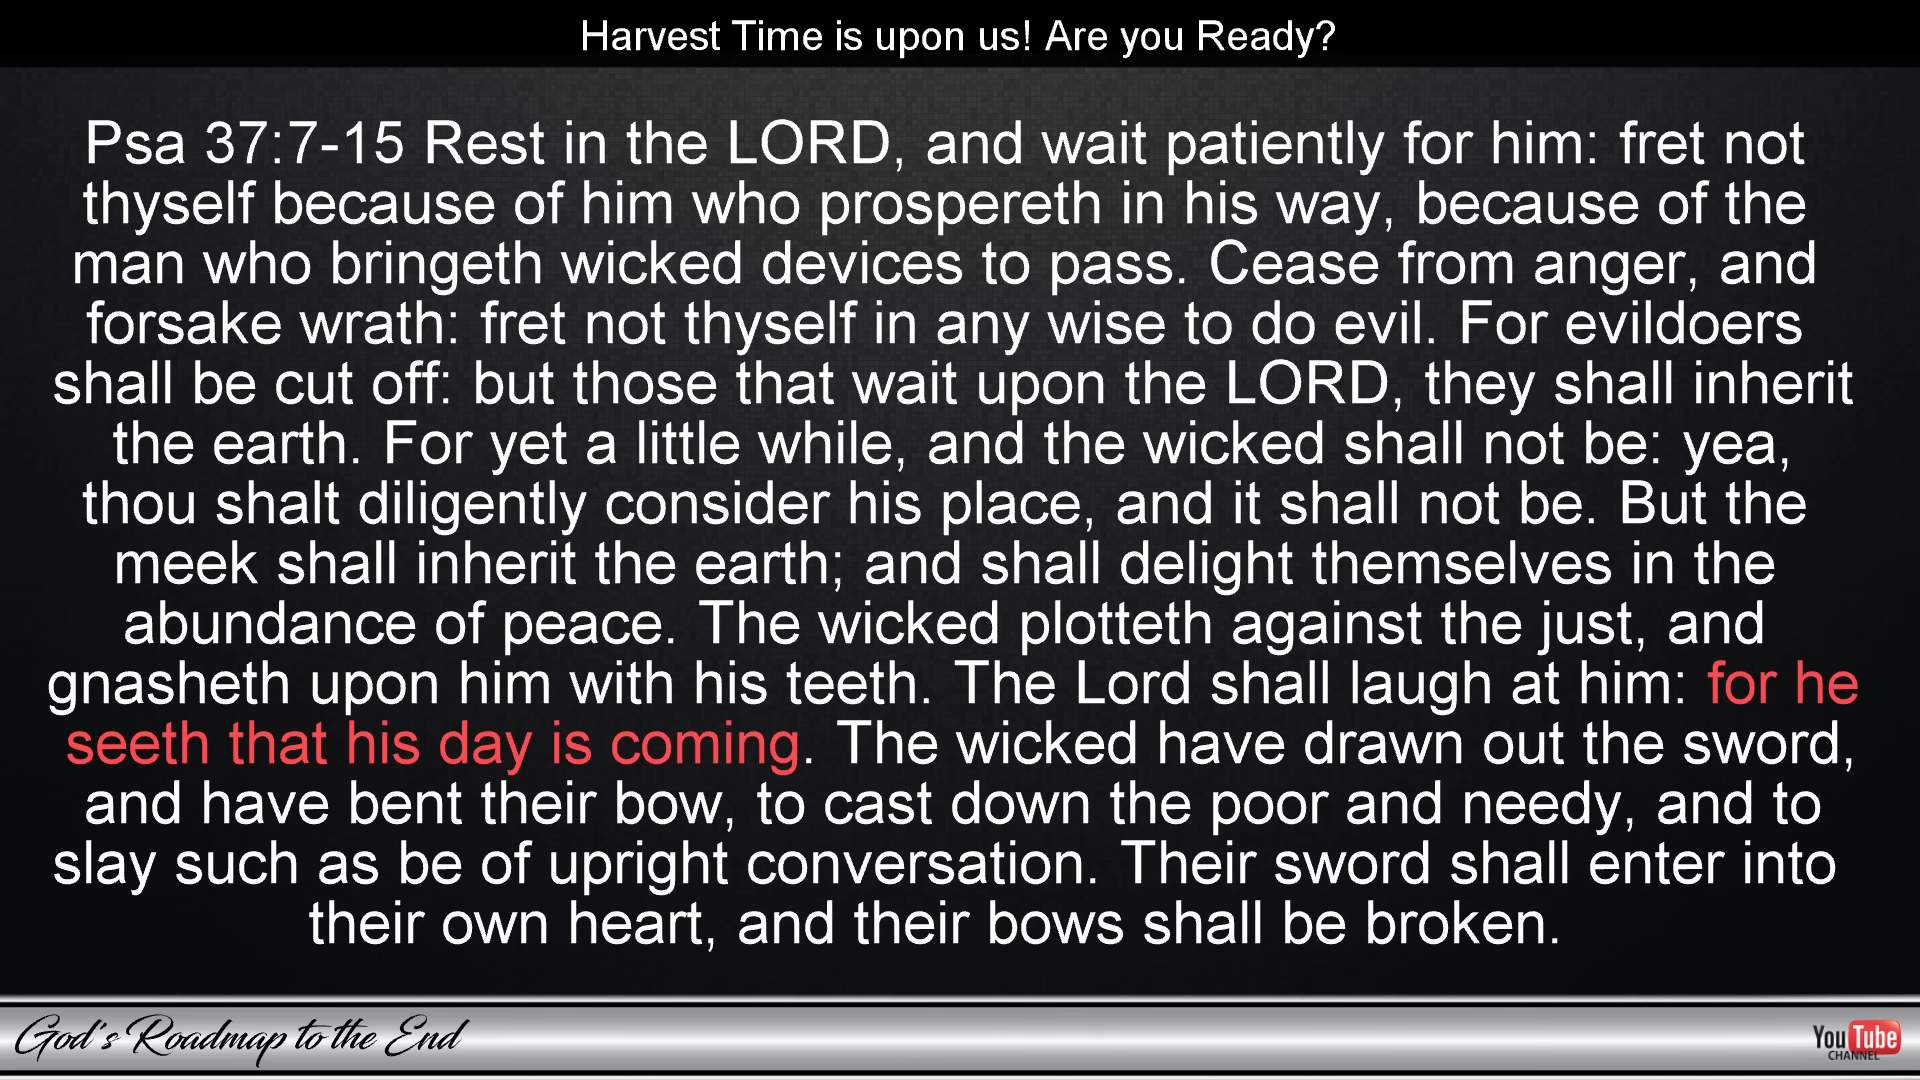 Harvest Time is upon us! Are you Ready?
Psa 37:7-15 Rest in the LORD, and wait patiently for him: fret not
thyself because of him who prospereth in his way, because of the
man who bringeth wicked devices to pass. Cease from anger, and
forsake wrath: fret not thyself in any wise to do evil. For evildoers
shall be cut off: but those that wait upon the LORD, they shall inherit
the earth. For yet a little while, and the wicked shall not be: yea,
thou shalt diligently consider his place, and it shall not be. But the
meek shall inherit the earth; and shall delight themselves in the
abundance of peace. The wicked plotteth against the just, and
gnasheth upon him with his teeth. The Lord shall laugh at him: for he
seeth that his day is coming. The wicked have drawn out the sword,
and have bent their bow, to cast down the poor and needy, and to
slay such as be of upright conversation. Their sword shall enter into
their own heart, and their bows shall be broken.
God's Roadmap to the End
YouTube
CHANNEL